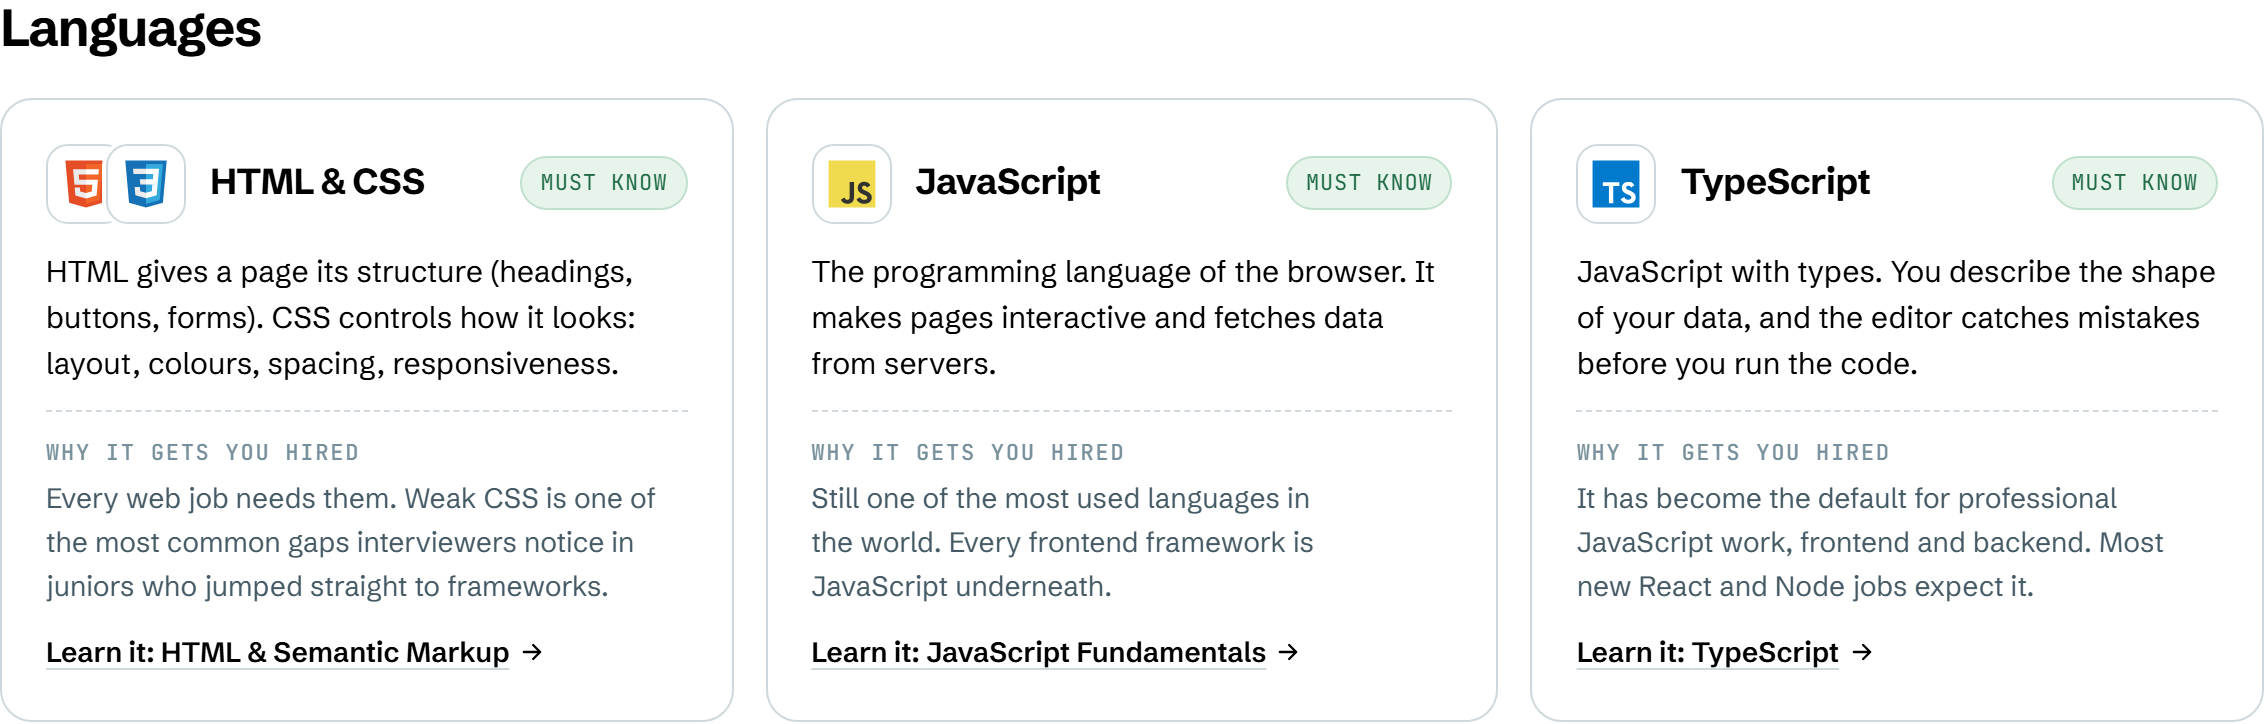 Languages
HTML & CSS
MUST KNOW
HTML gives a page its structure (headings,
buttons, forms). CSS controls how it looks:
layout, colours, spacing, responsiveness.
WHY IT GETS YOU HIRED
Every web job needs them. Weak CSS is one of
the most common gaps interviewers notice in
juniors who jumped straight to frameworks.
Learn it: HTML & Semantic Markup →
JS
JavaScript
MUST KNOW
The programming language of the browser. It
makes pages interactive and fetches data
from servers.
WHY IT GETS YOU HIRED
Still one of the most used languages in
the world. Every frontend framework is
JavaScript underneath.
Learn it: JavaScript Fundamentals →
TS
TypeScript
MUST KNOW
JavaScript with types. You describe the shape
of your data, and the editor catches mistakes
before you run the code.
WHY IT GETS YOU HIRED
It has become the default for professional
JavaScript work, frontend and backend. Most
new React and Node jobs expect it.
Learn it: TypeScript →